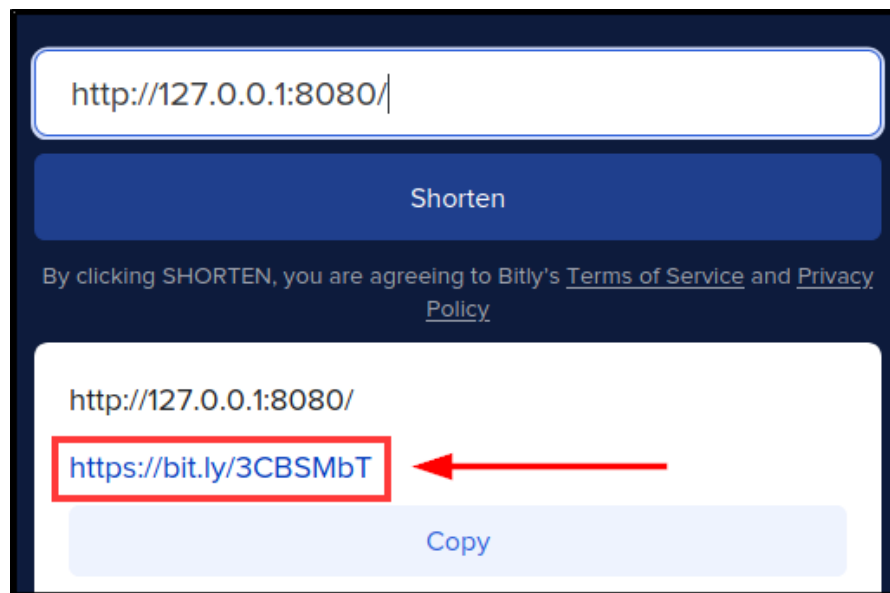 http://127.0.0.1:8080/
Shorten
By clicking SHORTEN, you are agreeing to Bitly's Terms of Service and Privacy
Policy
http://127.0.0.1:8080/
https://bit.ly/3CBSMbT
Copy